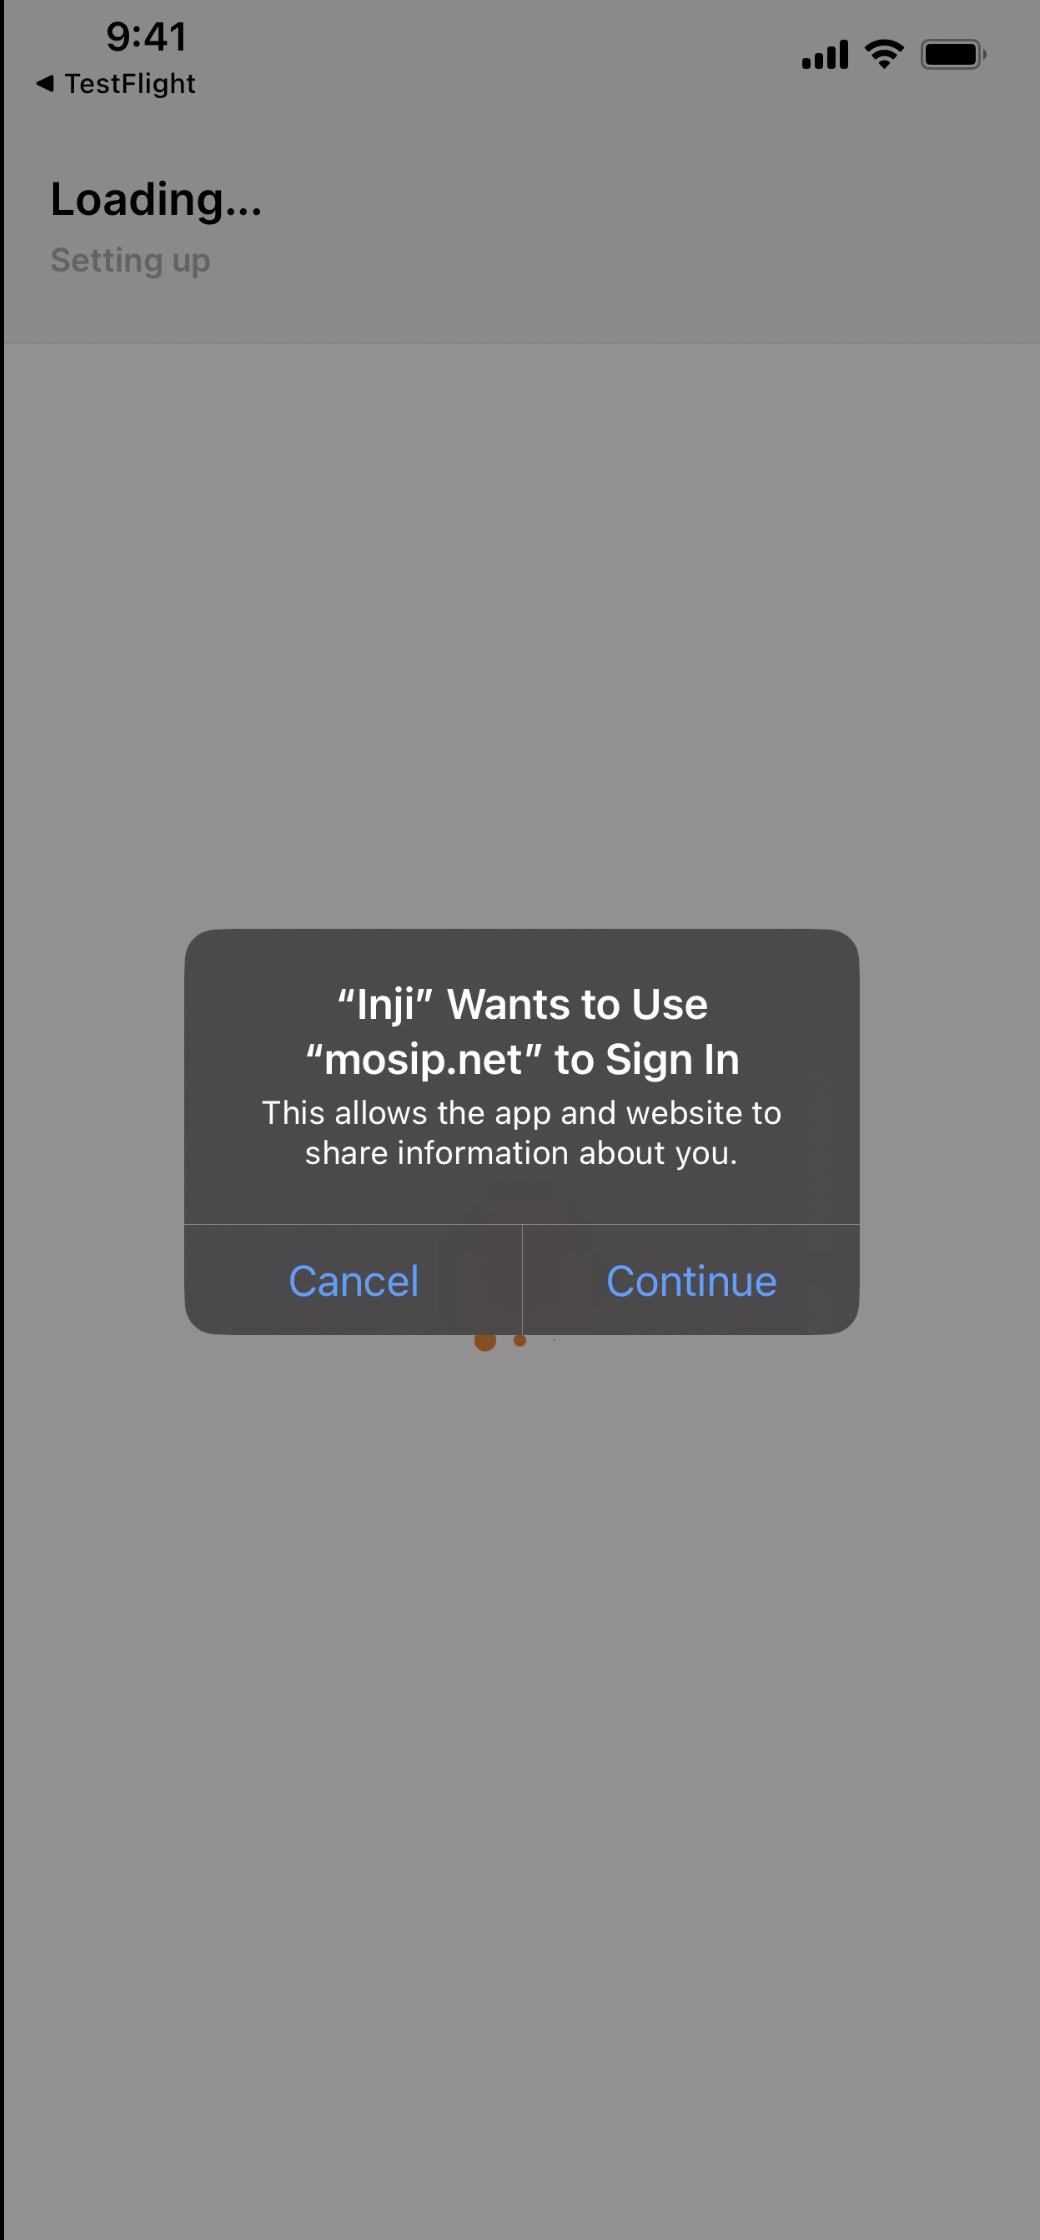 9:41
◀ TestFlight
Loading...
Setting up
“Inji” Wants to Use
“mosip.net” to Sign In
This allows the app and website to
share information about you.
Cancel
Continue